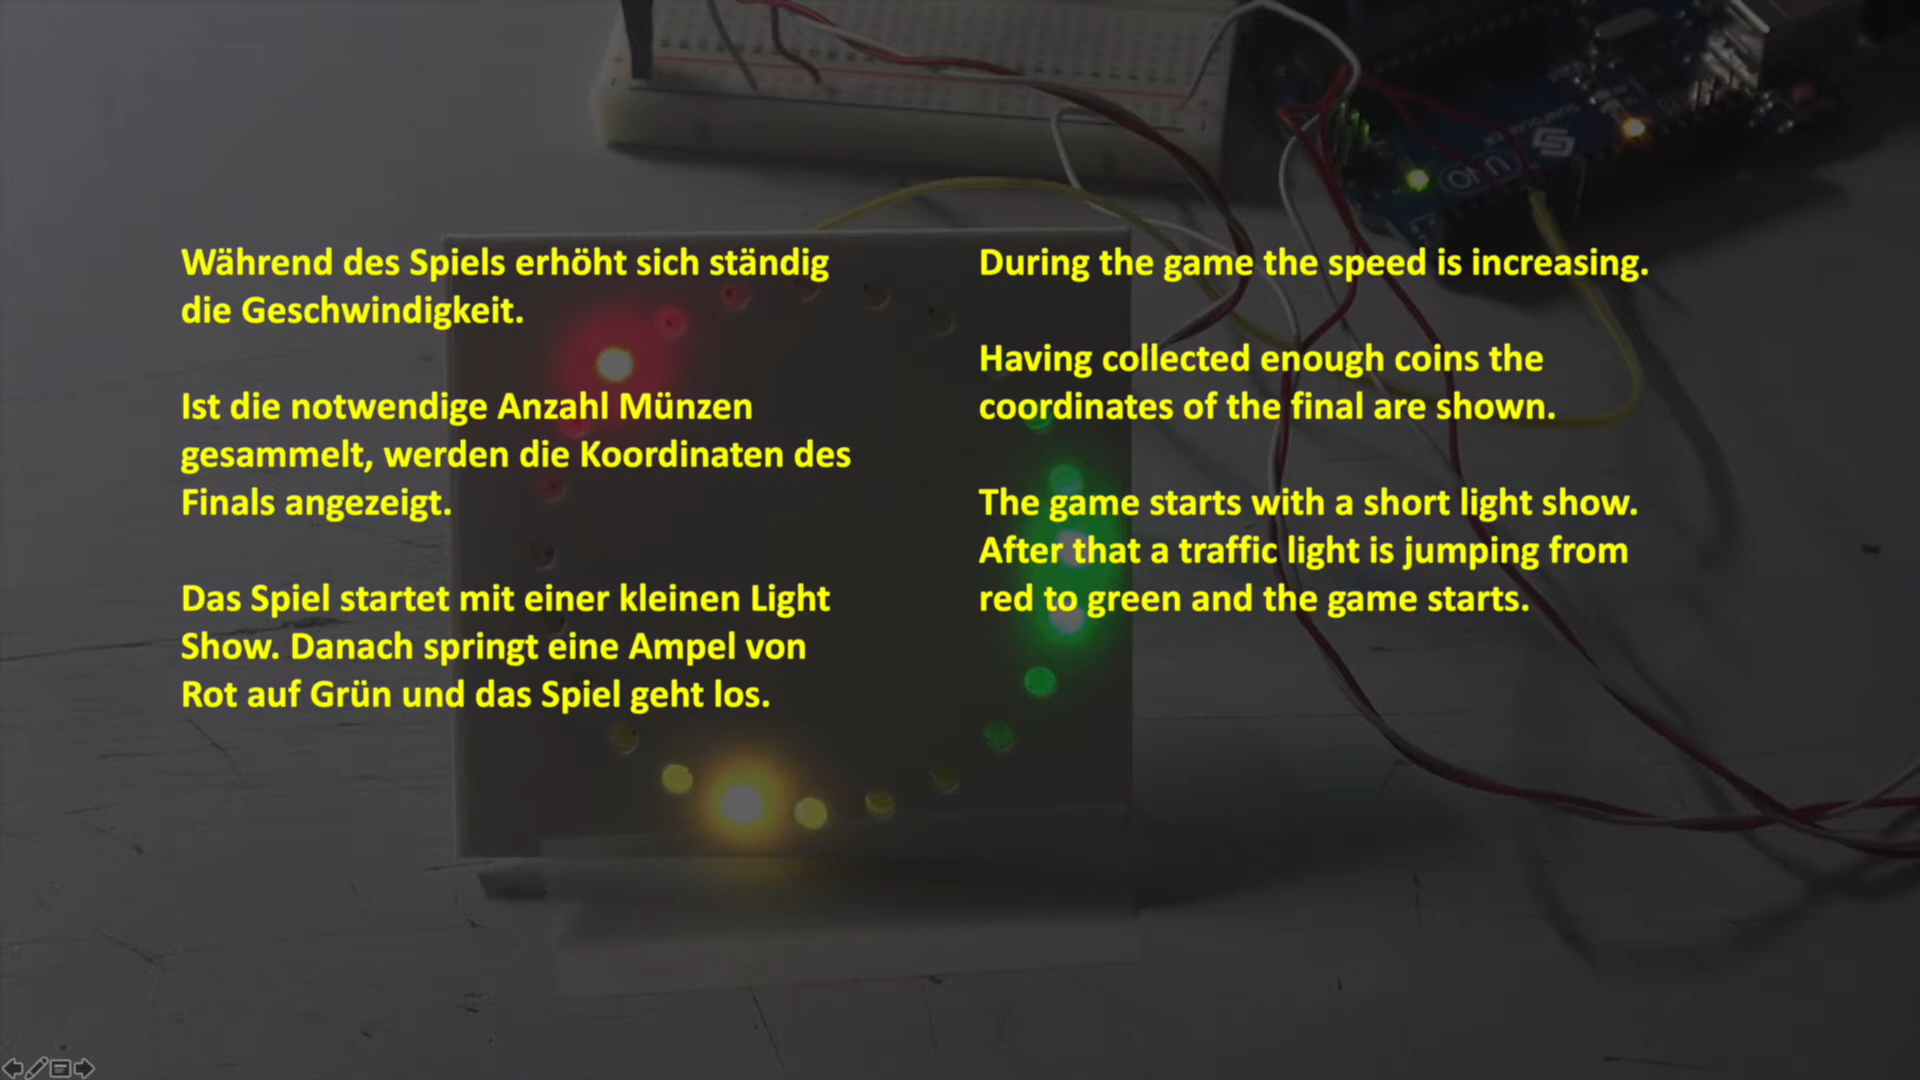 Während des Spiels erhöht sich ständig
die Geschwindigkeit.
Ist die notwendige Anzahl Münzen
gesammelt, werden die Koordinaten des
Finals angezeigt.
Das Spiel startet mit einer kleinen Light
Show. Danach springt eine Ampel von
Rot auf Grün und das Spiel geht los.
During the game the speed is increasing.
Having collected enough coins the
coordinates of the final are shown.
The game starts with a short light show.
After that a traffic light is jumping from
red to green and the game starts.
UNO